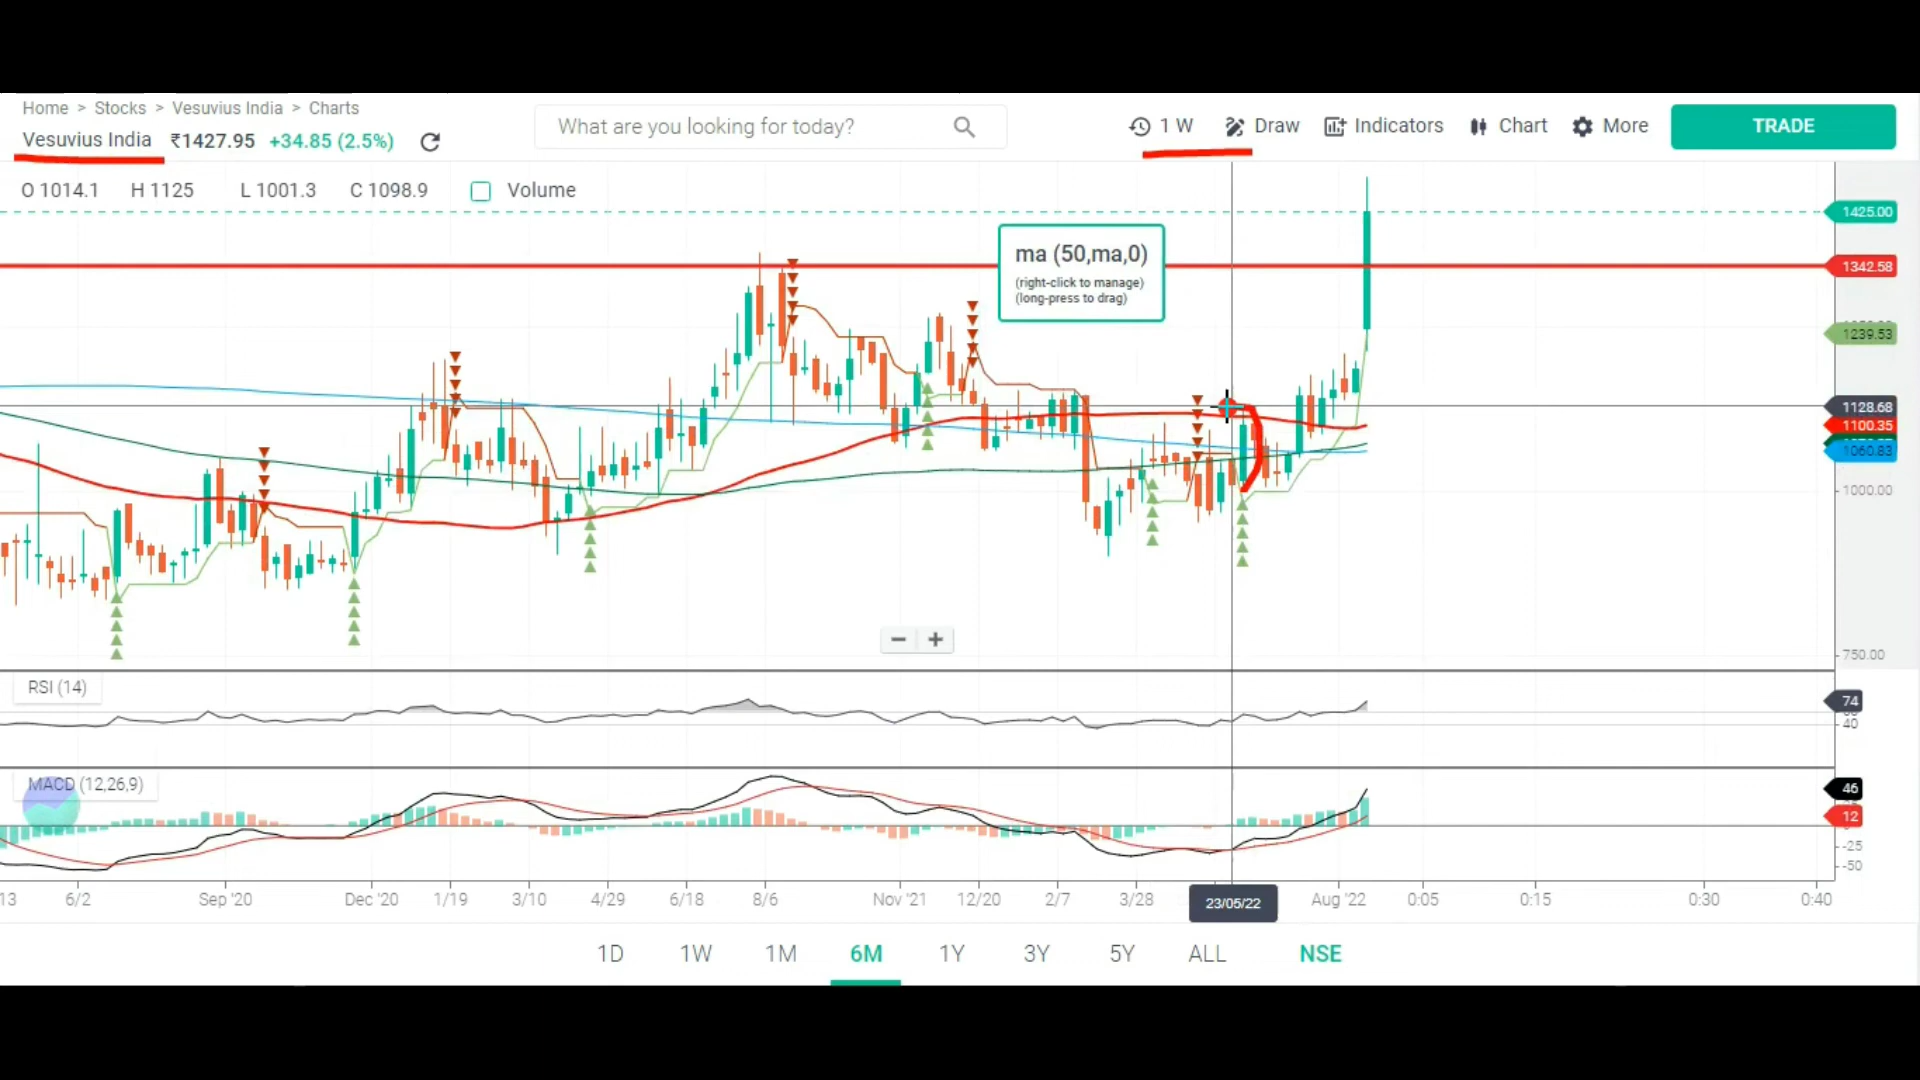 Home > Stocks > Vesuvius India > Charts
Vesuvius India ₹1427.95 +34.85 (2.5%)
What are you looking for today?
1 W Draw Indicators Chart More TRADE
O 1014.1 H 1125 L 1001.3 C 1098.9 Volume
1425.00
ma (50,ma,0)
(right-click to manage)
(long-press to drag)
1342.58
1239.53
1128.68
1100.35
1060.83
1000.00
750.00
RSI (14)
74
40
MACD (12,26,9)
46
12
-25
-50
13 6/2 Sep '20 Dec '20 1/19 3/10 4/29 6/18 8/6 Nov '21 12/20 2/7 3/28 23/05/22 Aug '22 0:05 0:15 0:30 0:40
1D 1W 1M 6M 1Y 3Y 5Y ALL NSE